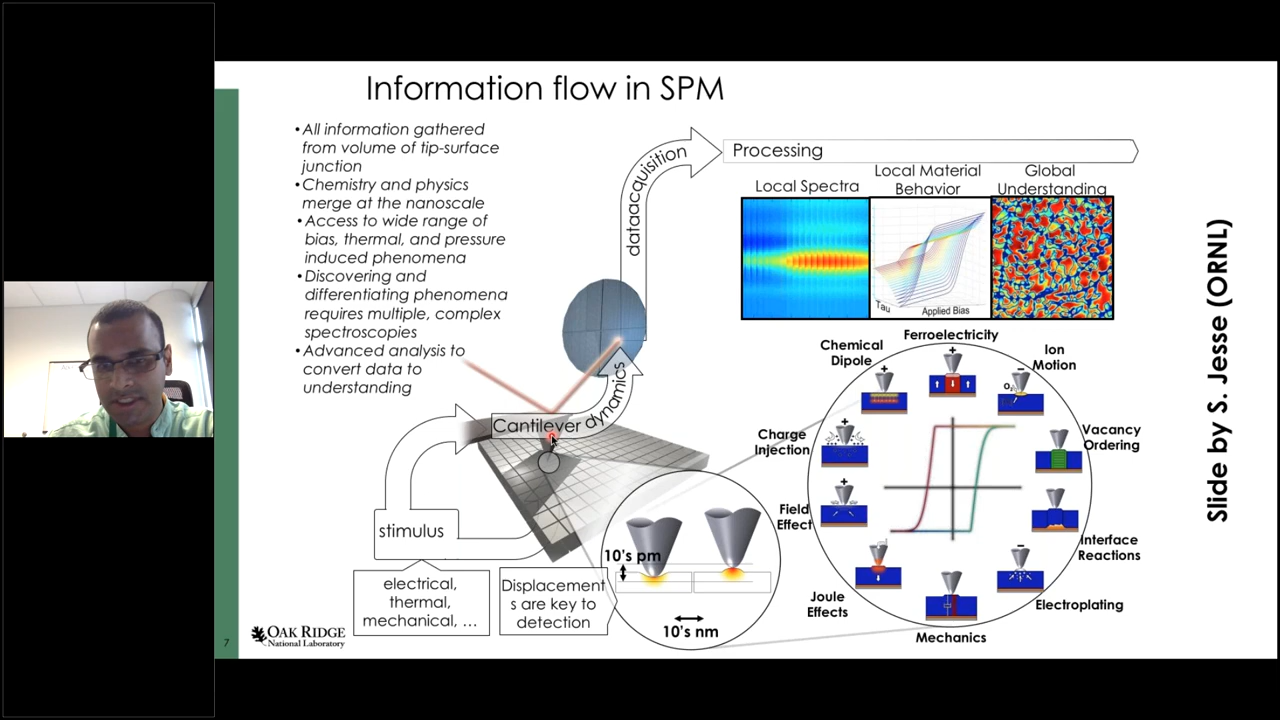 Information flow in SPM
• All information gathered
from volume of tip-surface
junction
• Chemistry and physics
merge at the nanoscale
• Access to wide range of
bias, thermal, and pressure
induced phenomena
• Discovering and
differentiating phenomena
requires multiple, complex
spectroscopies
• Advanced analysis to
convert data to
understanding
stimulus
electrical,
thermal,
mechanical, ...
Cantilever dynamics
Displacement
s are key to
detection
10's pm
10's nm
dataacquisition
Processing
Local Spectra
Local Material
Behavior
Global
Understanding
Tau
Applied Bias
Ferroelectricity
Chemical
Dipole
Ion
Motion
Charge
Injection
Vacancy
Ordering
Field
Effect
Interface
Reactions
Joule
Effects
Electroplating
Mechanics
+
+
−
+
+
−
O₂
Slide by S. Jesse (ORNL)
7
OAK RIDGE
National Laboratory